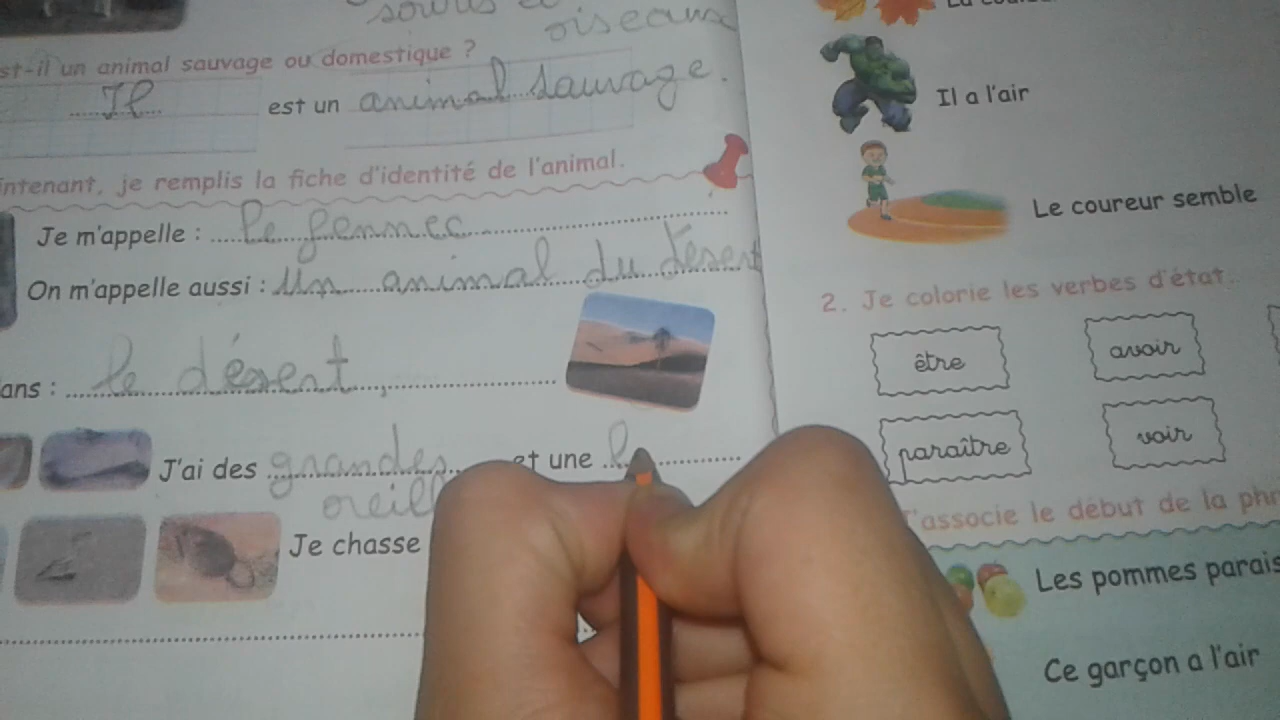 souris et
oiseaux
st-il un animal sauvage ou domestique ?
Il est un animal sauvage.
intenant, je remplis la fiche d'identité de l'animal.
Je m'appelle : le fennec
On m'appelle aussi : Un animal du désert
ans : le désert,
J'ai des grandes et une
oreill
Je chasse
Il a l'air
Le coureur semble
2. Je colorie les verbes d'état.
être avoir
paraître voir
J'associe le début de la phr
Les pommes parais
Ce garçon a l'air